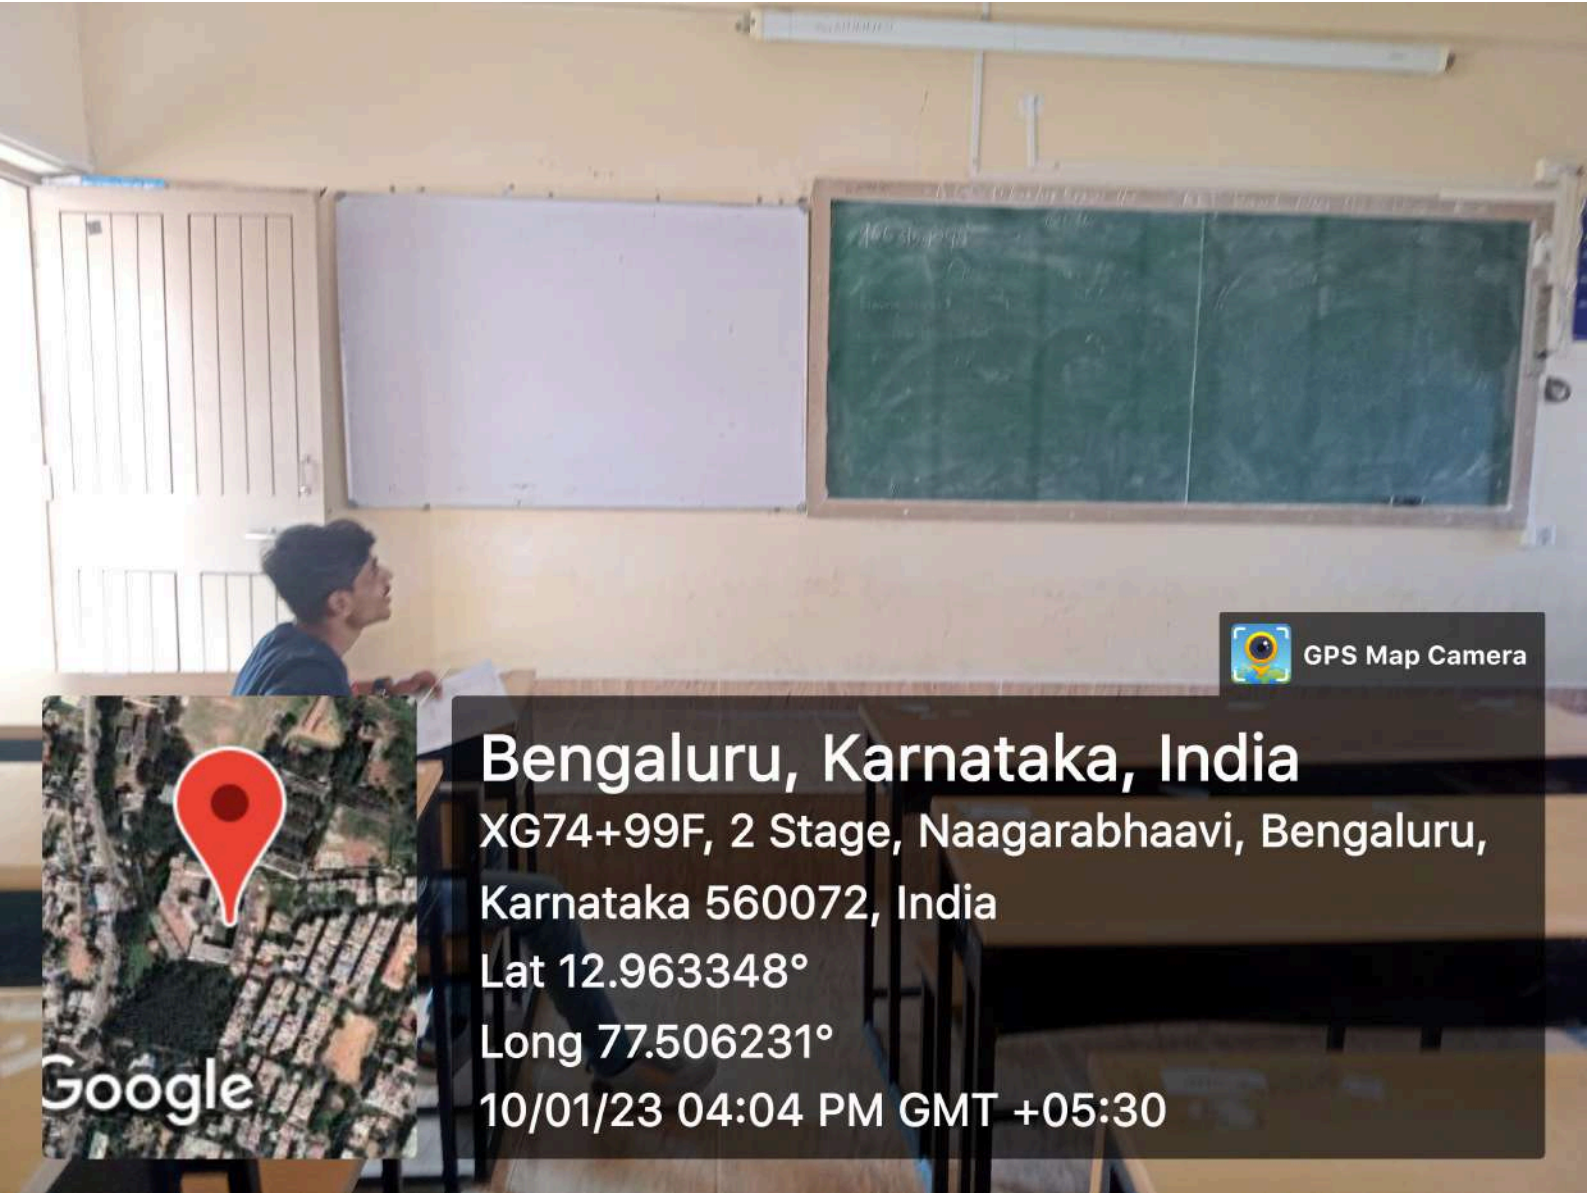 GPS Map Camera
Bengaluru, Karnataka, India
XG74+99F, 2 Stage, Naagarabhaavi, Bengaluru,
Karnataka 560072, India
Lat 12.963348°
Long 77.506231°
10/01/23 04:04 PM GMT +05:30
Google